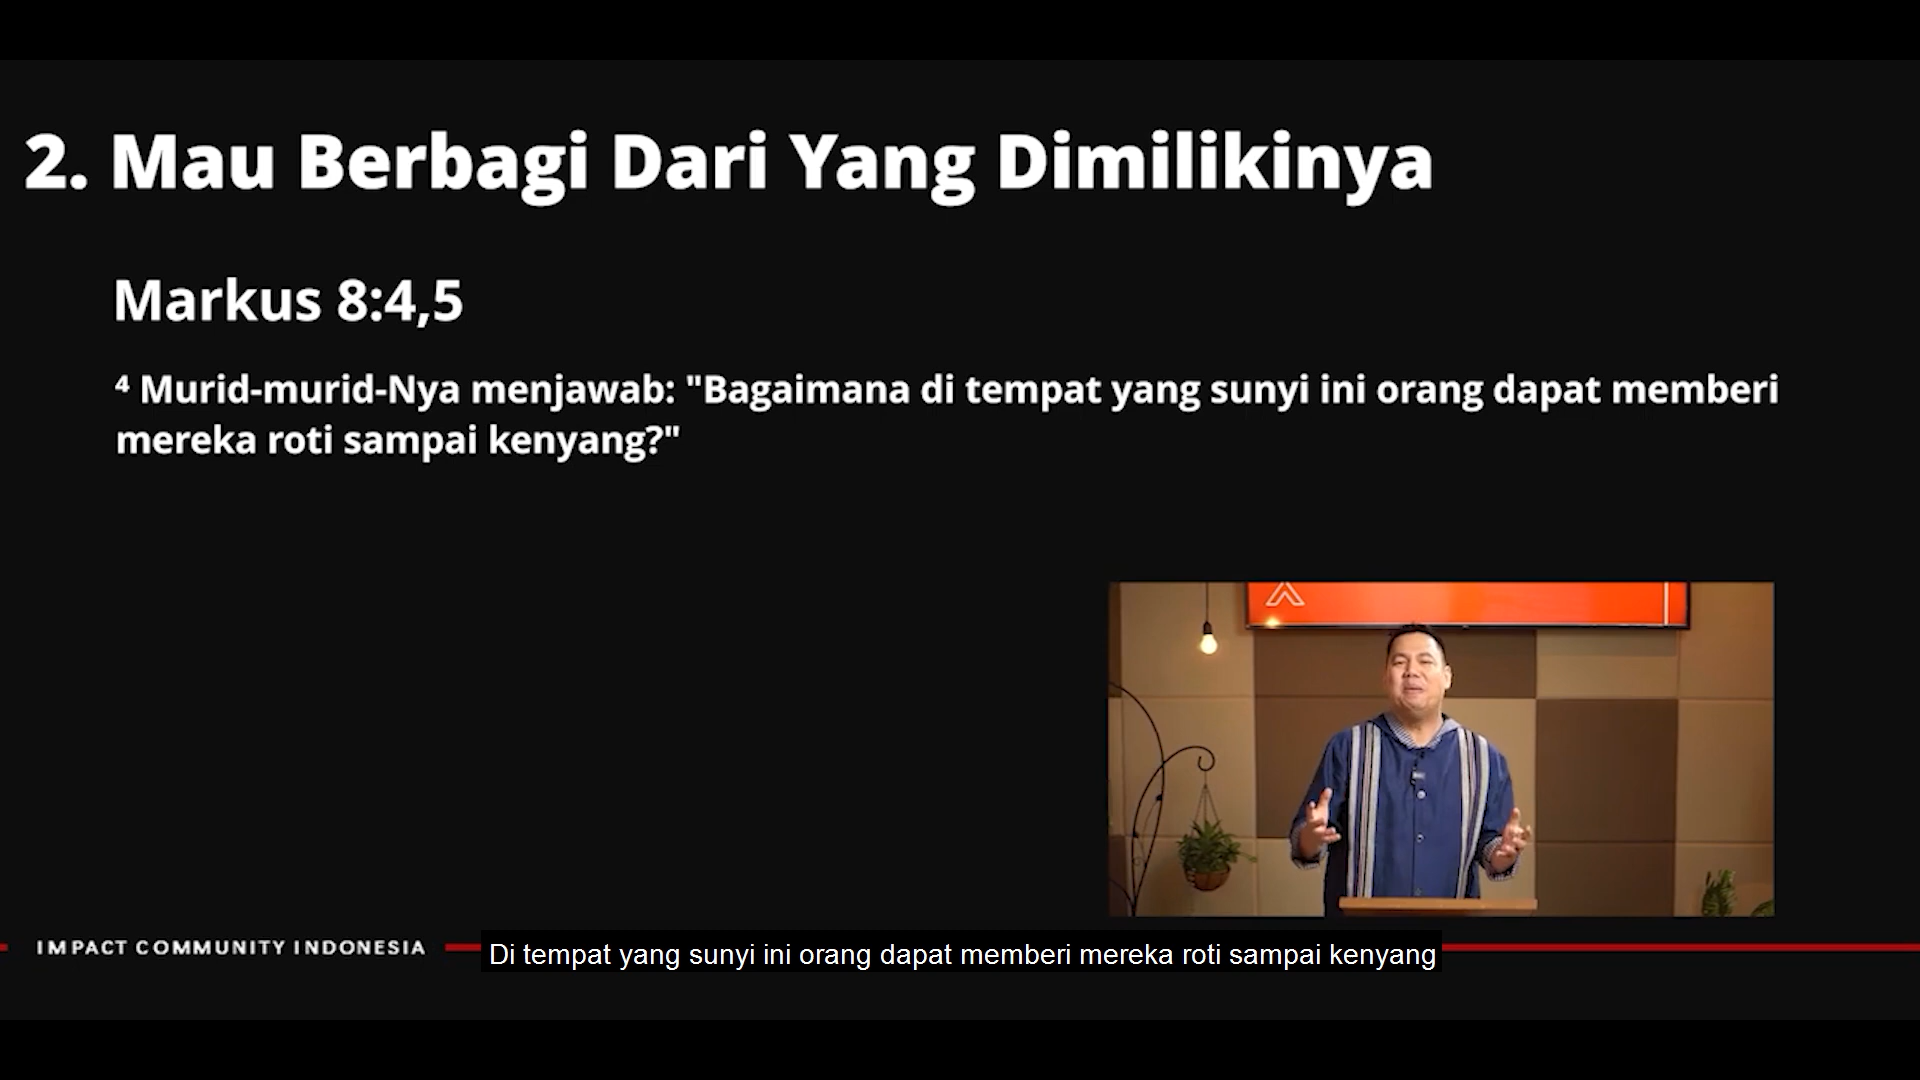 2. Mau Berbagi Dari Yang Dimilikinya
Markus 8:4,5
⁴ Murid-murid-Nya menjawab: "Bagaimana di tempat yang sunyi ini orang dapat memberi
mereka roti sampai kenyang?"
IMPACT COMMUNITY INDONESIA
Di tempat yang sunyi ini orang dapat memberi mereka roti sampai kenyang